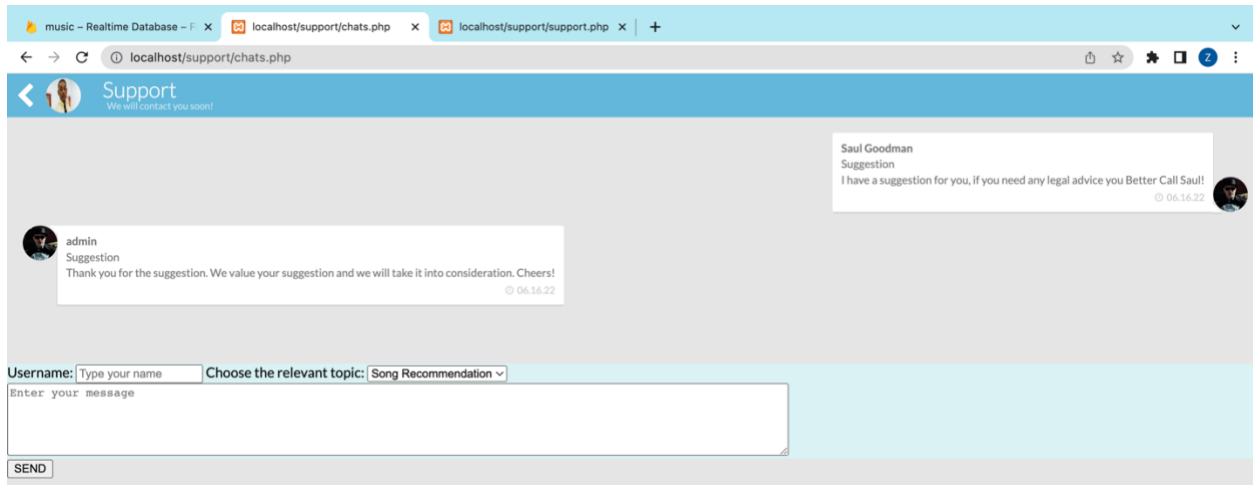 music – Realtime Database – F
localhost/support/chats.php
localhost/support/support.php
localhost/support/chats.php
Z
Support
We will contact you soon!
Saul Goodman
Suggestion
I have a suggestion for you, if you need any legal advice you Better Call Saul!
06.16.22
admin
Suggestion
Thank you for the suggestion. We value your suggestion and we will take it into consideration. Cheers!
06.16.22
Username: Type your name Choose the relevant topic: Song Recommendation
Enter your message
SEND